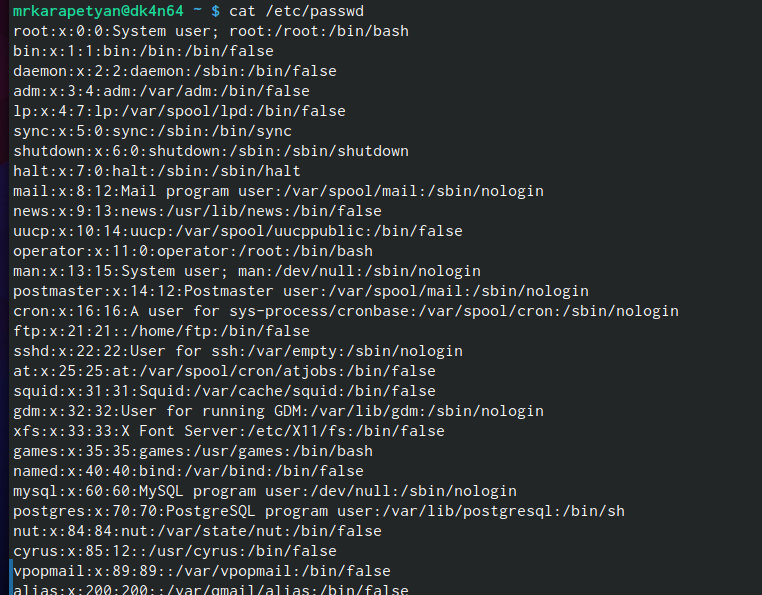 mrkarapetyan@dk4n64 ~ $ cat /etc/passwd
root:x:0:0:System user; root:/root:/bin/bash
bin:x:1:1:bin:/bin:/bin/false
daemon:x:2:2:daemon:/sbin:/bin/false
adm:x:3:4:adm:/var/adm:/bin/false
lp:x:4:7:lp:/var/spool/lpd:/bin/false
sync:x:5:0:sync:/sbin:/bin/sync
shutdown:x:6:0:shutdown:/sbin:/sbin/shutdown
halt:x:7:0:halt:/sbin:/sbin/halt
mail:x:8:12:Mail program user:/var/spool/mail:/sbin/nologin
news:x:9:13:news:/usr/lib/news:/bin/false
uucp:x:10:14:uucp:/var/spool/uucppublic:/bin/false
operator:x:11:0:operator:/root:/bin/bash
man:x:13:15:System user; man:/dev/null:/sbin/nologin
postmaster:x:14:12:Postmaster user:/var/spool/mail:/sbin/nologin
cron:x:16:16:A user for sys-process/cronbase:/var/spool/cron:/sbin/nologin
ftp:x:21:21::/home/ftp:/bin/false
sshd:x:22:22:User for ssh:/var/empty:/sbin/nologin
at:x:25:25:at:/var/spool/cron/atjobs:/bin/false
squid:x:31:31:Squid:/var/cache/squid:/bin/false
gdm:x:32:32:User for running GDM:/var/lib/gdm:/sbin/nologin
xfs:x:33:33:X Font Server:/etc/X11/fs:/bin/false
games:x:35:35:games:/usr/games:/bin/bash
named:x:40:40:bind:/var/bind:/bin/false
mysql:x:60:60:MySQL program user:/dev/null:/sbin/nologin
postgres:x:70:70:PostgreSQL program user:/var/lib/postgresql:/bin/sh
nut:x:84:84:nut:/var/state/nut:/bin/false
cyrus:x:85:12::/usr/cyrus:/bin/false
vpopmail:x:89:89::/var/vpopmail:/bin/false
alias:x:200:200::/var/qmail/alias:/bin/false